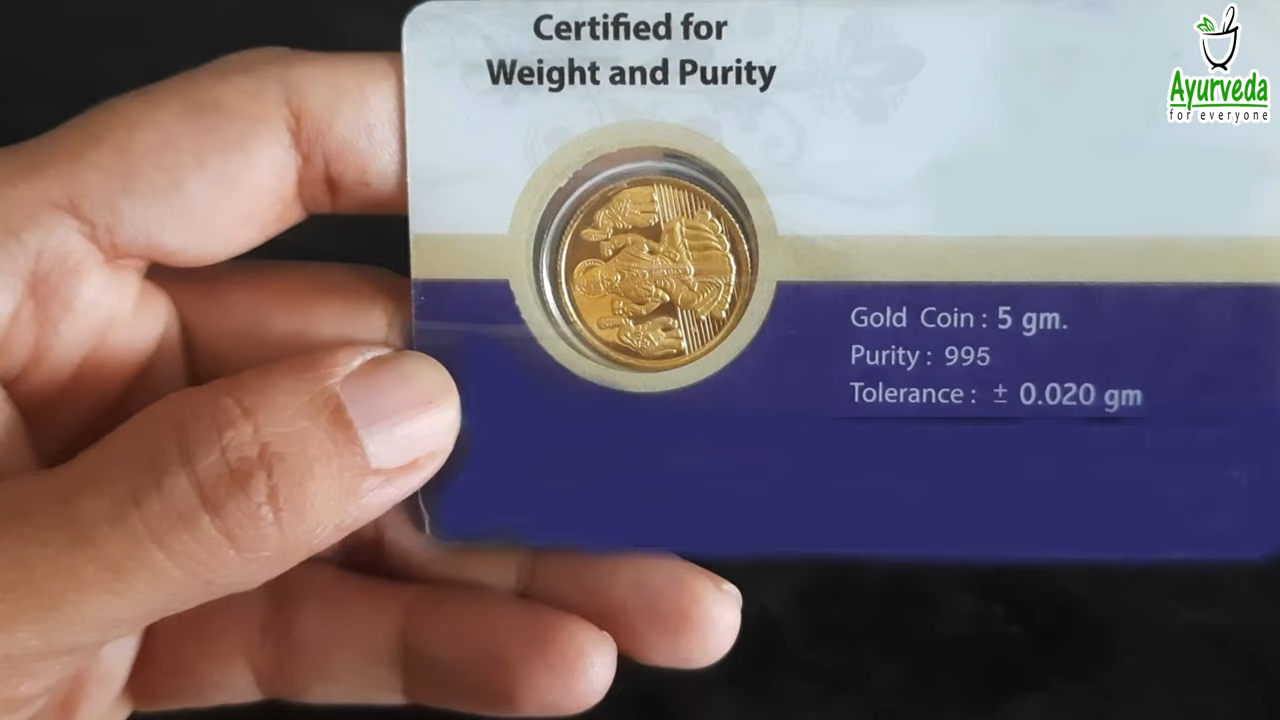 Certified for
Weight and Purity
Ayurveda
for everyone
Gold Coin : 5 gm.
Purity : 995
Tolerance : ± 0.020 gm